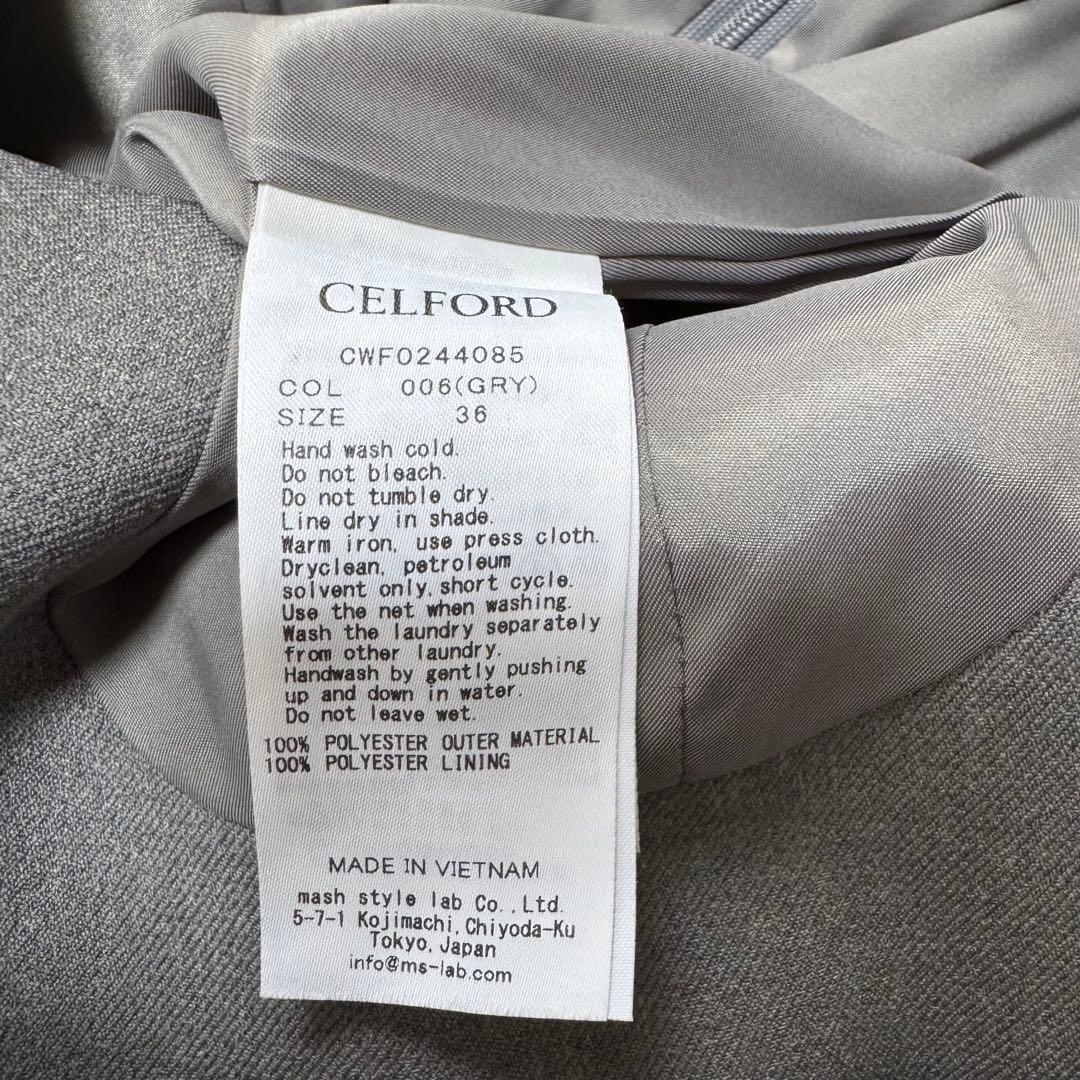 CELFORD
CWF0244085
COL 006(GRY)
SIZE 36
Hand wash cold.
Do not bleach.
Do not tumble dry.
Line dry in shade.
Warm iron, use press cloth.
Dryclean, petroleum
solvent only, short cycle.
Use the net when washing.
Wash the laundry separately
from other laundry.
Handwash by gently pushing
up and down in water.
Do not leave wet.
100% POLYESTER OUTER MATERIAL
100% POLYESTER LINING
MADE IN VIETNAM
mash style lab Co.,Ltd.
5-7-1 Kojimachi,Chiyoda-Ku
Tokyo,Japan
info@ms-lab.com